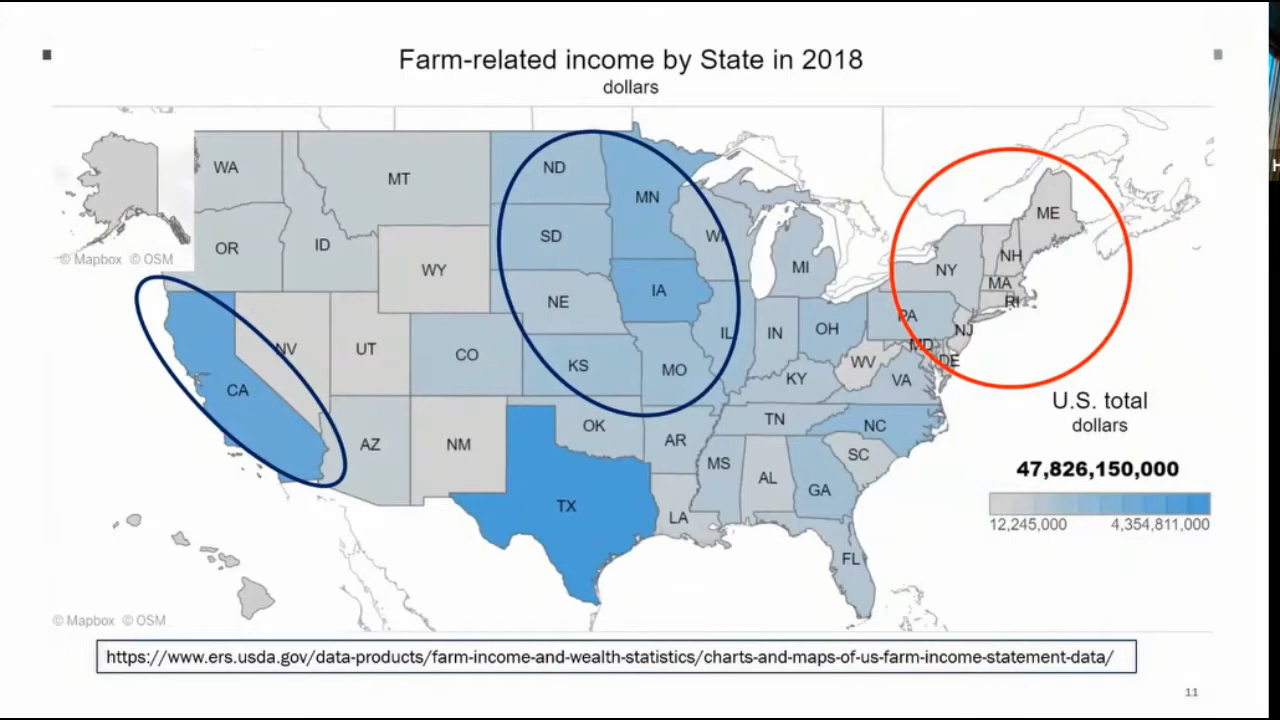 Farm-related income by State in 2018
dollars
WA
MT
ND
MN
ME
OR
ID
SD
WI
NY
NH
© Mapbox © OSM
WY
MI
MA
NE
IA
RI
PA
NJ
NV
UT
CO
IL
IN
OH
MD
DE
WV
KS
MO
KY
VA
CA
U.S. total
dollars
AZ
NM
OK
AR
TN
NC
SC
MS
AL
GA
47,826,150,000
TX
LA
12,245,000 4,354,811,000
FL
© Mapbox © OSM
https://www.ers.usda.gov/data-products/farm-income-and-wealth-statistics/charts-and-maps-of-us-farm-income-statement-data/
11